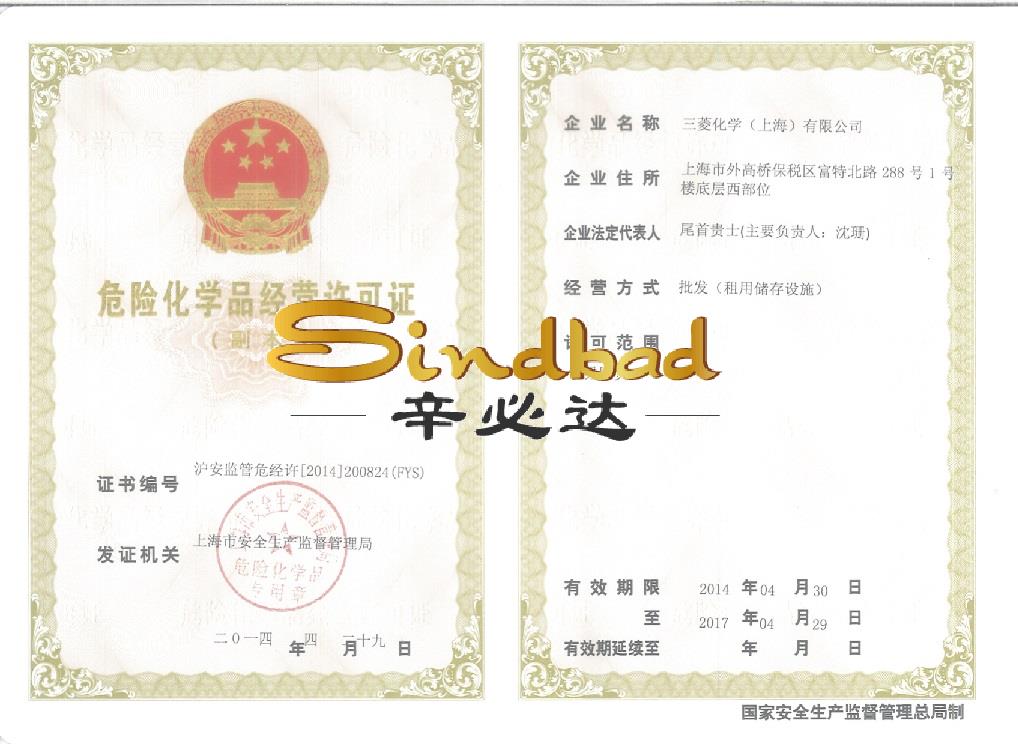 危险化学品经营许可证
（副本
证书编号 沪安监管危经许[2014]200824(FYS)
发证机关 上海市安全生产监督管理局
危险化学品
专用章
二0一四 年 四 月 二十九 日
企业名称 三菱化学（上海）有限公司
企业住所 上海市外高桥保税区富特北路 288 号 1 号
楼底层西部位
企业法定代表人 尾首贵士(主要负责人：沈珊)
经营方式 批发（租用储存设施）
许可范围
Sindbad
辛必达
有效期限 2014 年 04 月 30 日
至 2017 年 04 月 29 日
有效期延续至 年 月 日
国家安全生产监督管理总局制